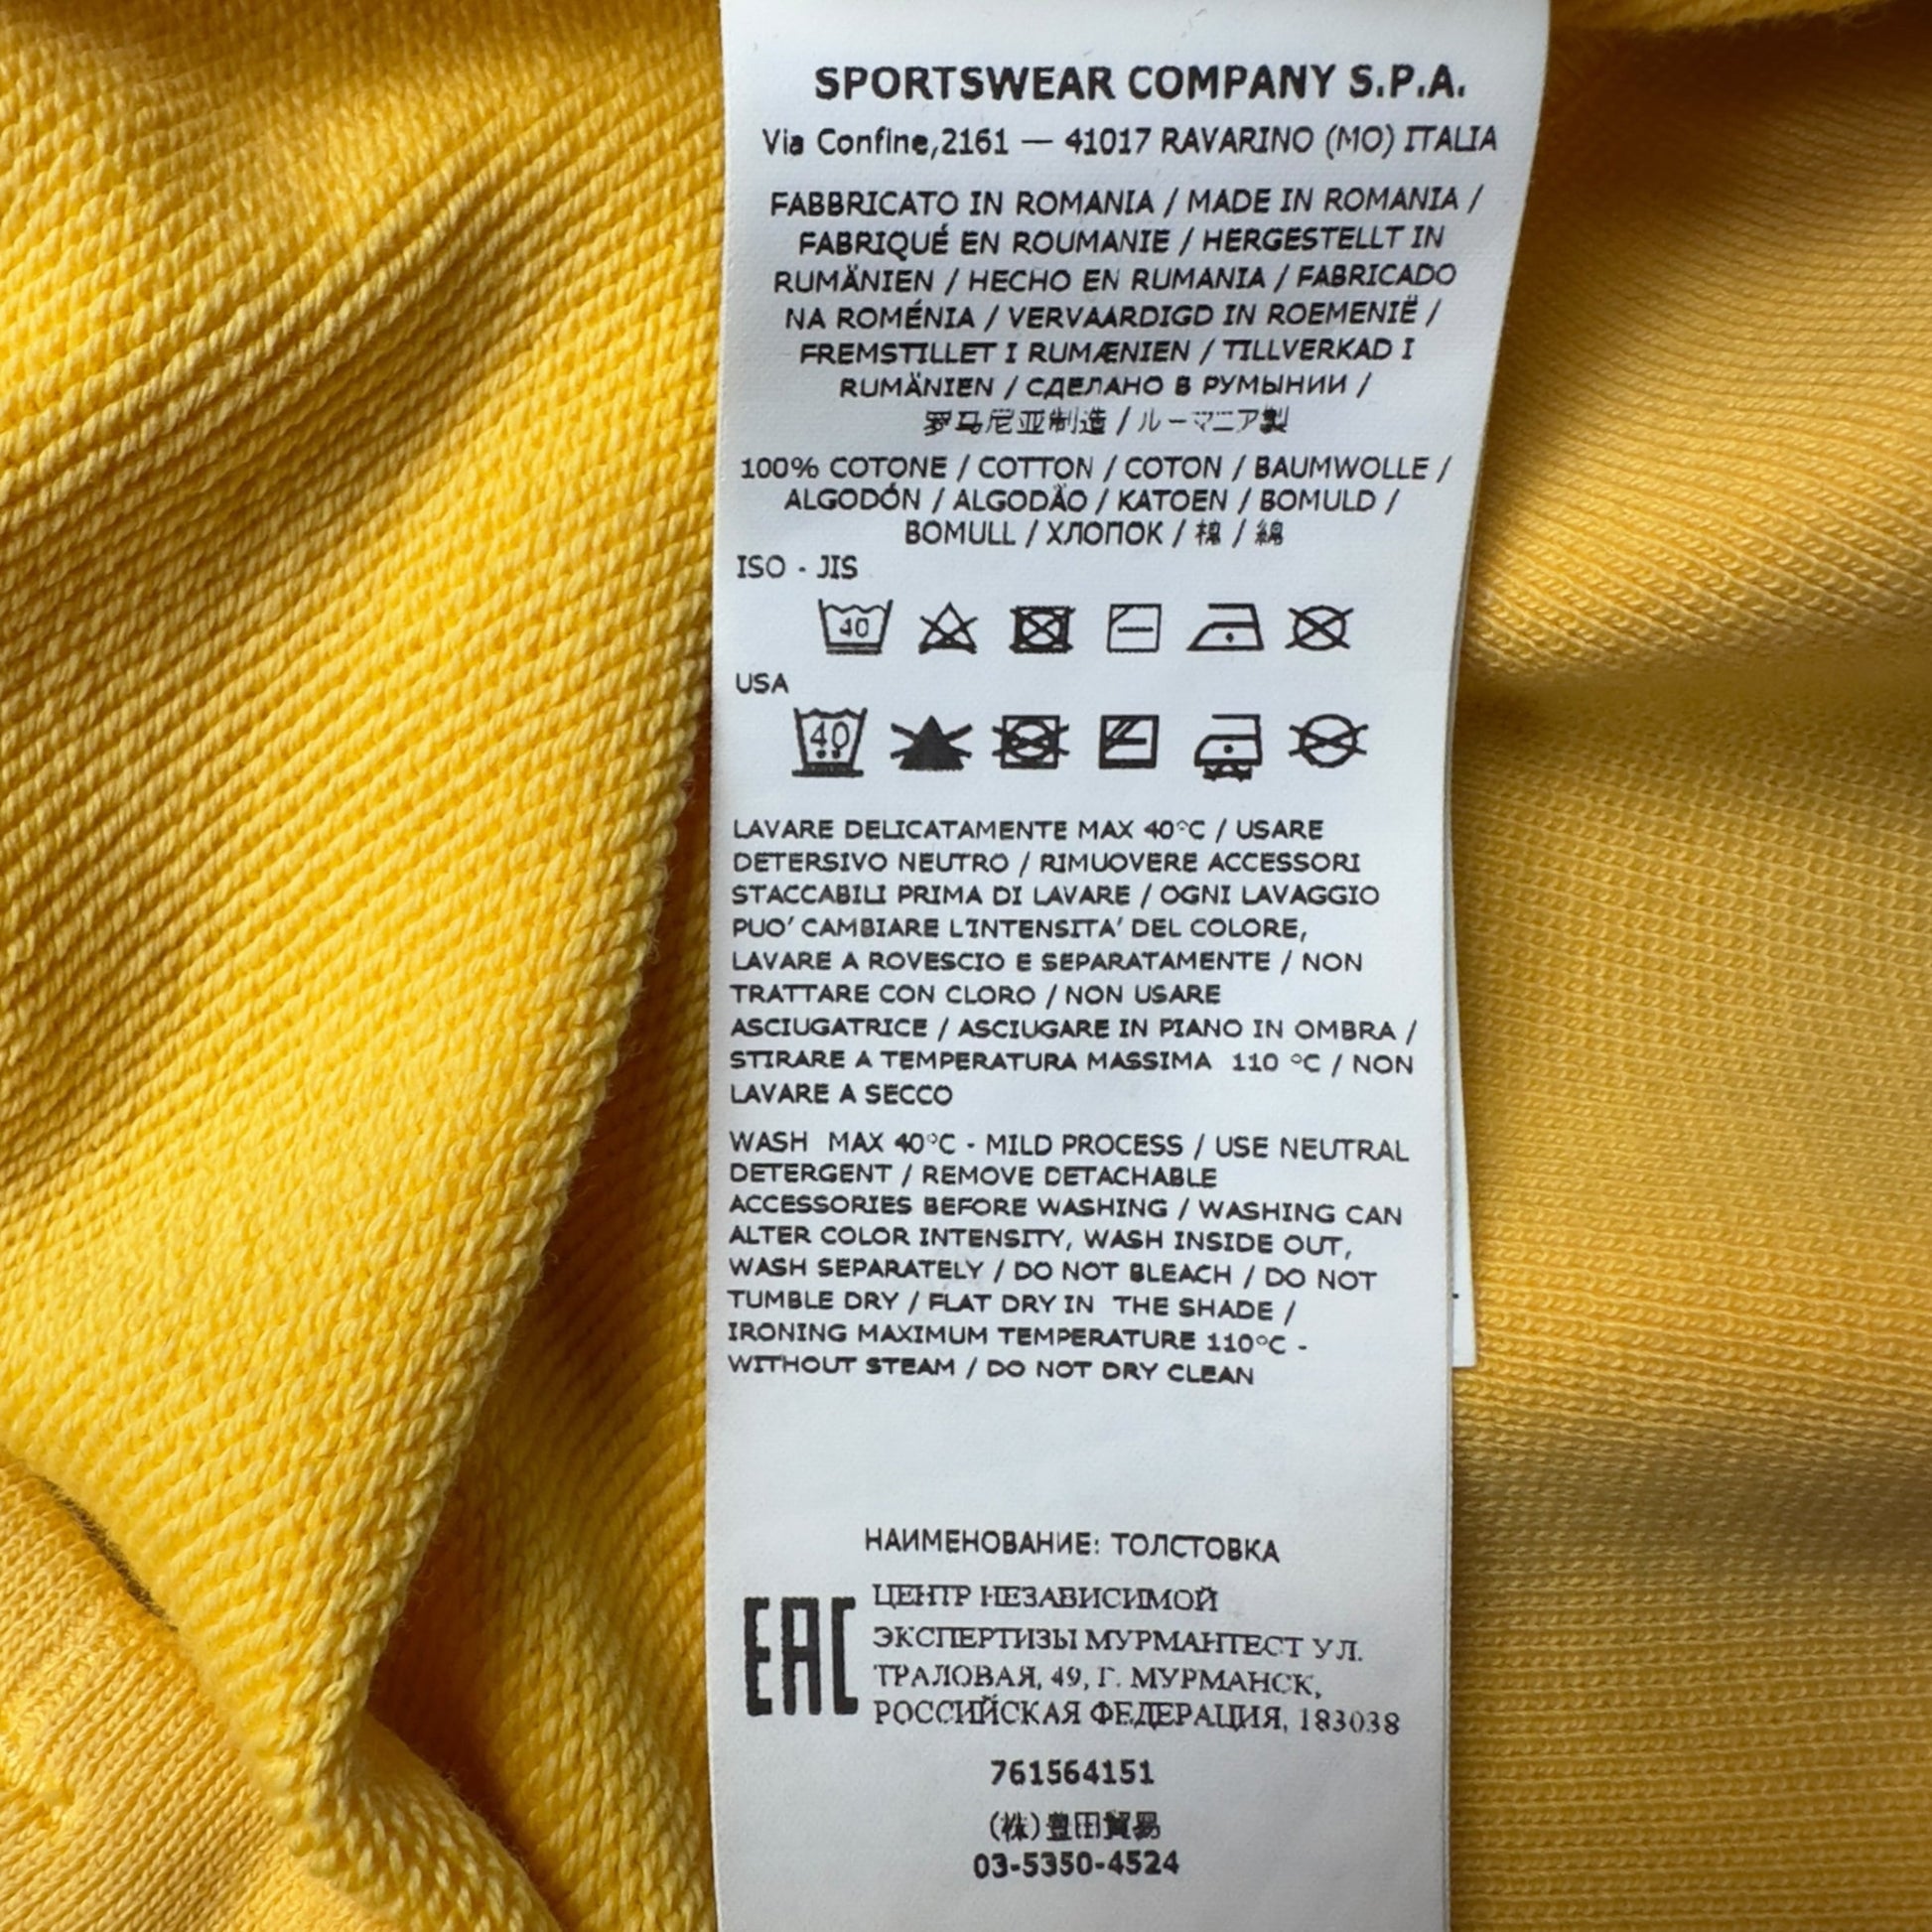 SPORTSWEAR COMPANY S.P.A.
Via Confine,2161 — 41017 RAVARINO (MO) ITALIA
FABBRICATO IN ROMANIA / MADE IN ROMANIA /
FABRIQUÉ EN ROUMANIE / HERGESTELLT IN
RUMÄNIEN / HECHO EN RUMANIA / FABRICADO
NA ROMÉNIA / VERVAARDIGD IN ROEMENIË /
FREMSTILLET I RUMÆNIEN / TILLVERKAD I
RUMÄNIEN / СДЕЛАНО В РУМЫНИИ /
罗马尼亚制造 / ルーマニア製
100% COTONE / COTTON / COTON / BAUMWOLLE /
ALGODÓN / ALGODÃO / KATOEN / BOMULD /
BOMULL / ХЛОПОК / 棉 / 綿
ISO - JIS
40
USA
40
LAVARE DELICATAMENTE MAX 40°C / USARE
DETERSIVO NEUTRO / RIMUOVERE ACCESSORI
STACCABILI PRIMA DI LAVARE / OGNI LAVAGGIO
PUO' CAMBIARE L'INTENSITA' DEL COLORE,
LAVARE A ROVESCIO E SEPARATAMENTE / NON
TRATTARE CON CLORO / NON USARE
ASCIUGATRICE / ASCIUGARE IN PIANO IN OMBRA /
STIRARE A TEMPERATURA MASSIMA 110 °C / NON
LAVARE A SECCO
WASH MAX 40°C - MILD PROCESS / USE NEUTRAL
DETERGENT / REMOVE DETACHABLE
ACCESSORIES BEFORE WASHING / WASHING CAN
ALTER COLOR INTENSITY, WASH INSIDE OUT,
WASH SEPARATELY / DO NOT BLEACH / DO NOT
TUMBLE DRY / FLAT DRY IN THE SHADE /
IRONING MAXIMUM TEMPERATURE 110°C -
WITHOUT STEAM / DO NOT DRY CLEAN
НАИМЕНОВАНИЕ: ТОЛСТОВКА
EAC
ЦЕНТР НЕЗАВИСИМОЙ
ЭКСПЕРТИЗЫ МУРМАНТЕСТ УЛ.
ТРАЛОВАЯ, 49, Г. МУРМАНСК,
РОССИЙСКАЯ ФЕДЕРАЦИЯ, 183038
761564151
(株)豊田貿易
03-5350-4524